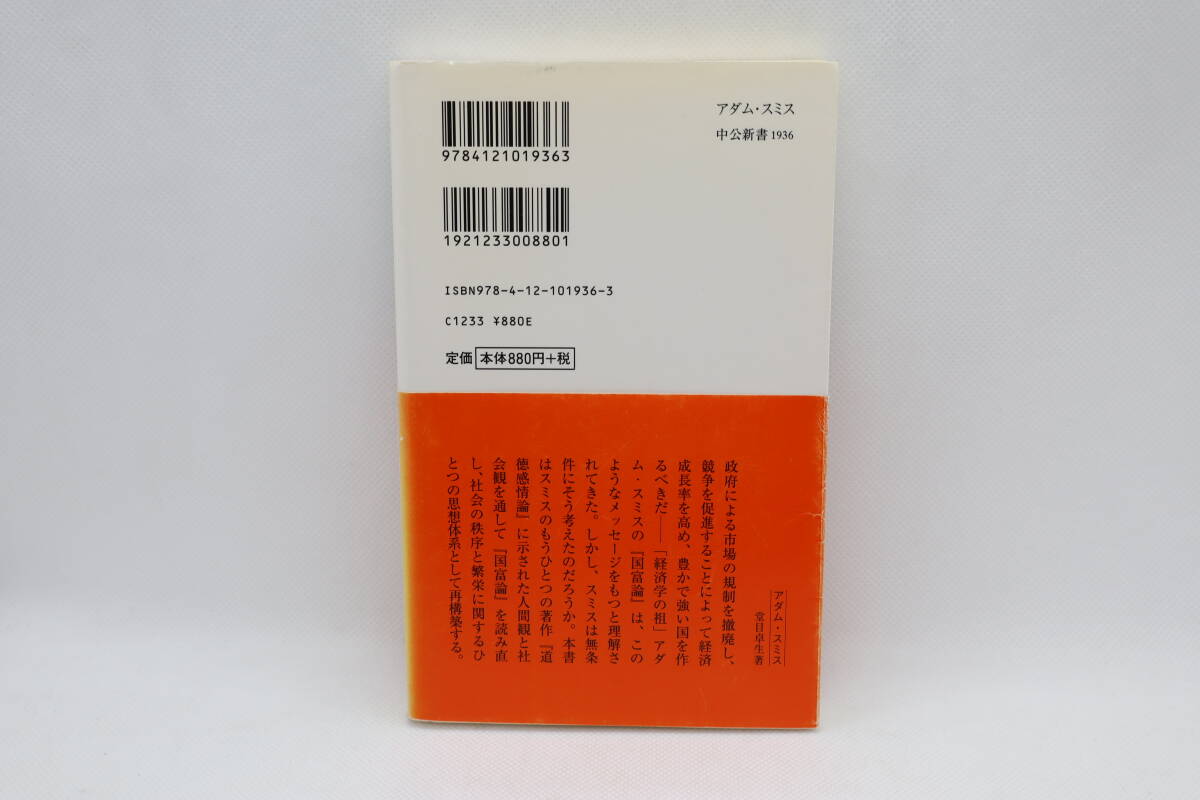 9784121019363
1921233008801
ISBN978-4-12-101936-3
C1233 ¥880E
定価 本体880円+税
アダム・スミス
中公新書 1936
アダム・スミス
堂目卓生著
政府による市場の規制を撤廃し、
競争を促進することによって経済
成長率を高め、豊かで強い国を作
るべきだ――「経済学の祖」アダ
ム・スミスの『国富論』は、この
ようなメッセージをもつと理解さ
れてきた。しかし、スミスは無条
件にそう考えたのだろうか。本書
はスミスのもうひとつの著作『道
徳感情論』に示された人間観と社
会観を通して『国富論』を読み直
し、社会の秩序と繁栄に関するひ
とつの思想体系として再構築する。